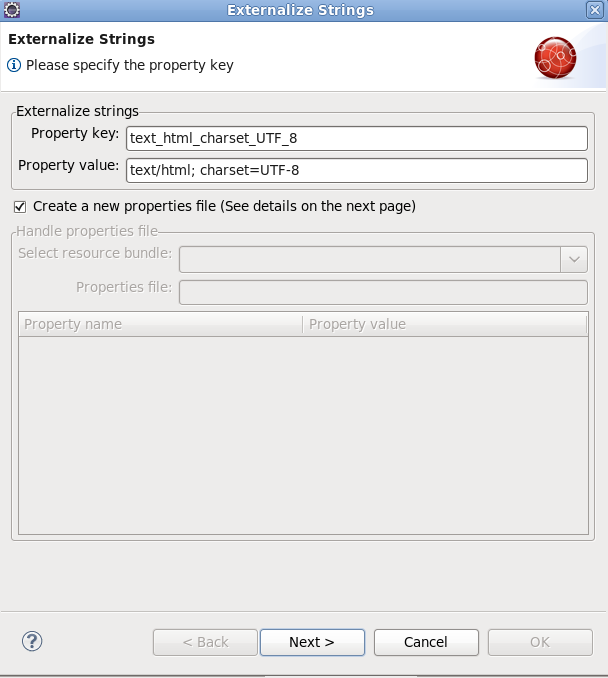 Externalize Strings
Externalize Strings
Please specify the property key
Externalize strings
Property key: text_html_charset_UTF_8
Property value: text/html; charset=UTF-8
Create a new properties file (See details on the next page)
Handle properties file
Select resource bundle:
Properties file:
Property name Property value
< Back Next > Cancel OK